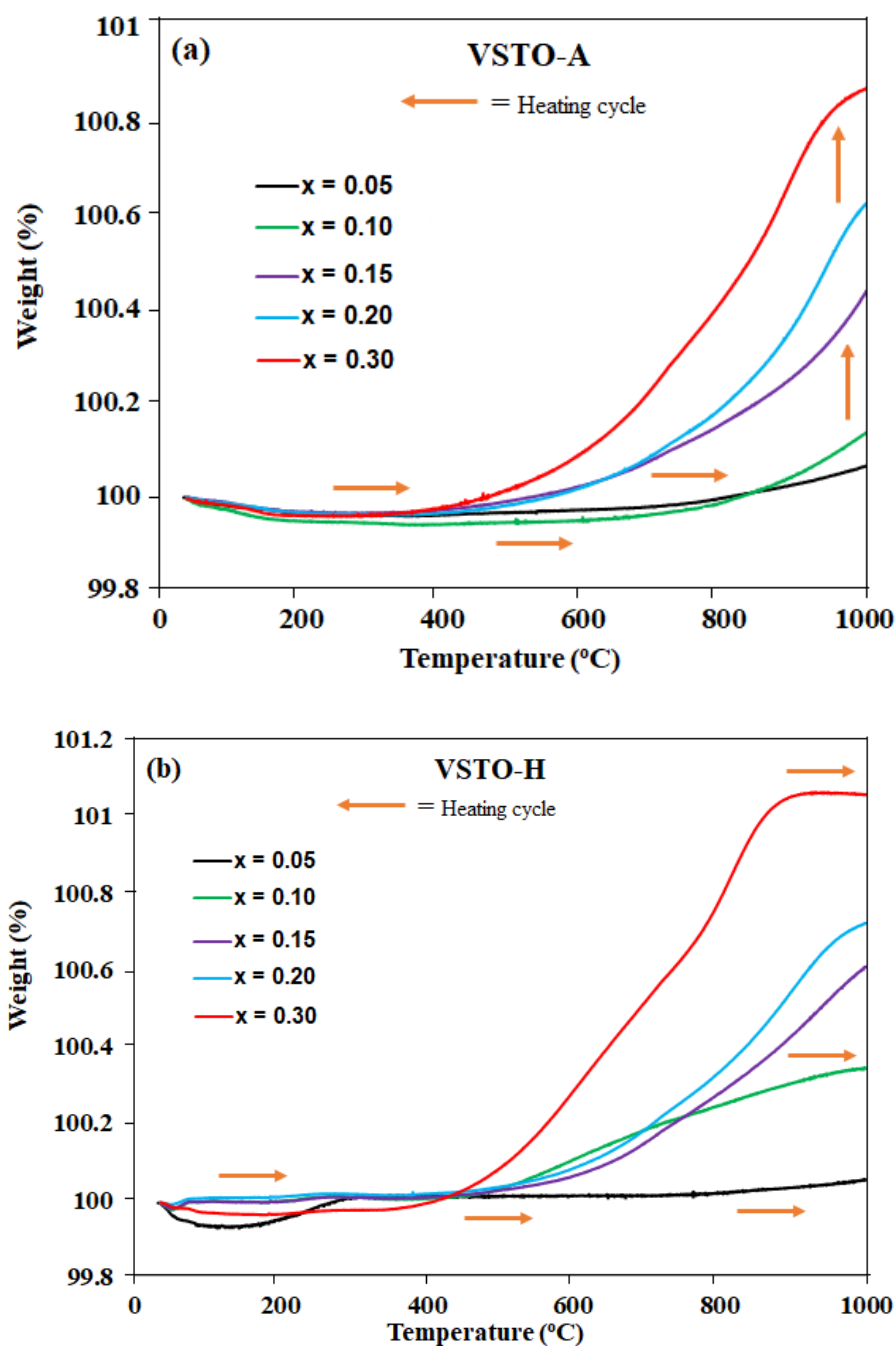 101
(a)
VSTO-A
= Heating cycle
100.8
x = 0.05
100.6
x = 0.10
x = 0.15
100.4
x = 0.20
x = 0.30
100.2
100
99.8
Weight (%)
0 200 400 600 800 1000
Temperature (ºC)
101.2
(b)
VSTO-H
= Heating cycle
101
x = 0.05
100.8
x = 0.10
x = 0.15
100.6
x = 0.20
x = 0.30
100.4
100.2
100
99.8
Weight (%)
0 200 400 600 800 1000
Temperature (ºC)